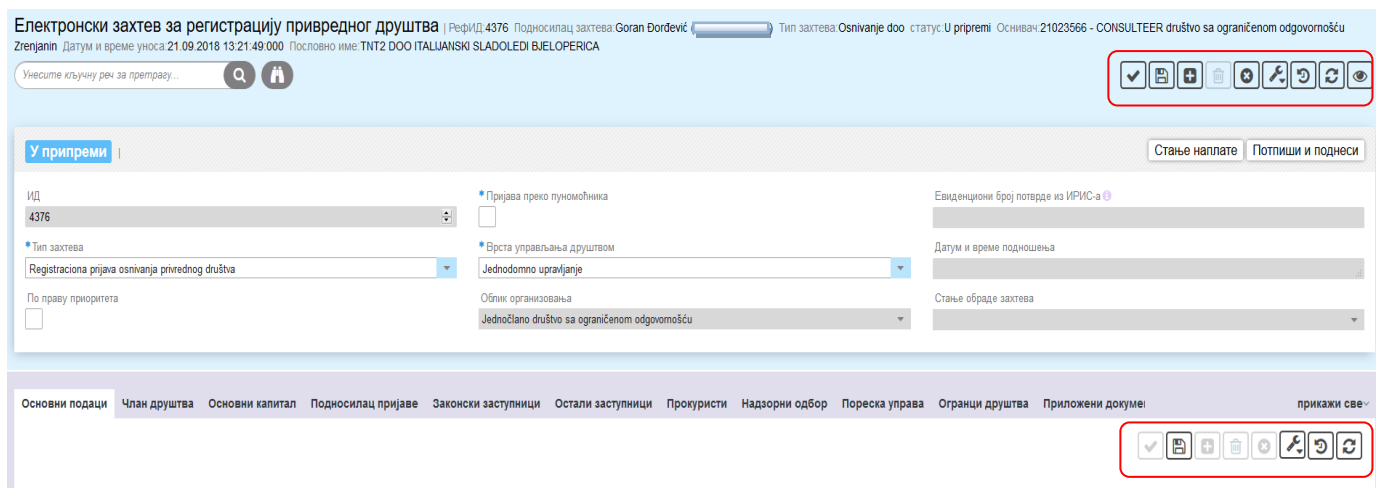 Електронски захтев за регистрацију привредног друштва | РефИД:4376 Подносилац захтева:Goran Đorđević ( ) Тип захтева:Osnivanje doo статус:U pripremi Оснивач:21023566 - CONSULTEER društvo sa ograničenom odgovornošću
Zrenjanin Датум и време уноса:21.09.2018 13:21:49:000 Пословно име:TNT2 DOO ITALIJANSKI SLADOLEDI BJELOPERICA
Унесите кључну реч за претрагу...
У припреми |
Стање наплате Потпиши и поднеси
ИД * Пријава преко пуномоћника Евиденциони број потврде из ИРИС-а
4376
* Тип захтева * Врста управљања друштвом Датум и време подношења
Registraciona prijava osnivanja privrednog društva Jednodomno upravljanje
По праву приоритета Облик организовања Стање обраде захтева
Jednočlano društvo sa ograničenom odgovornošću
Основни подаци Члан друштва Основни капитал Подносилац пријаве Законски заступници Остали заступници Прокуристи Надзорни одбор Пореска управа Огранци друштва Приложени докумен прикажи све